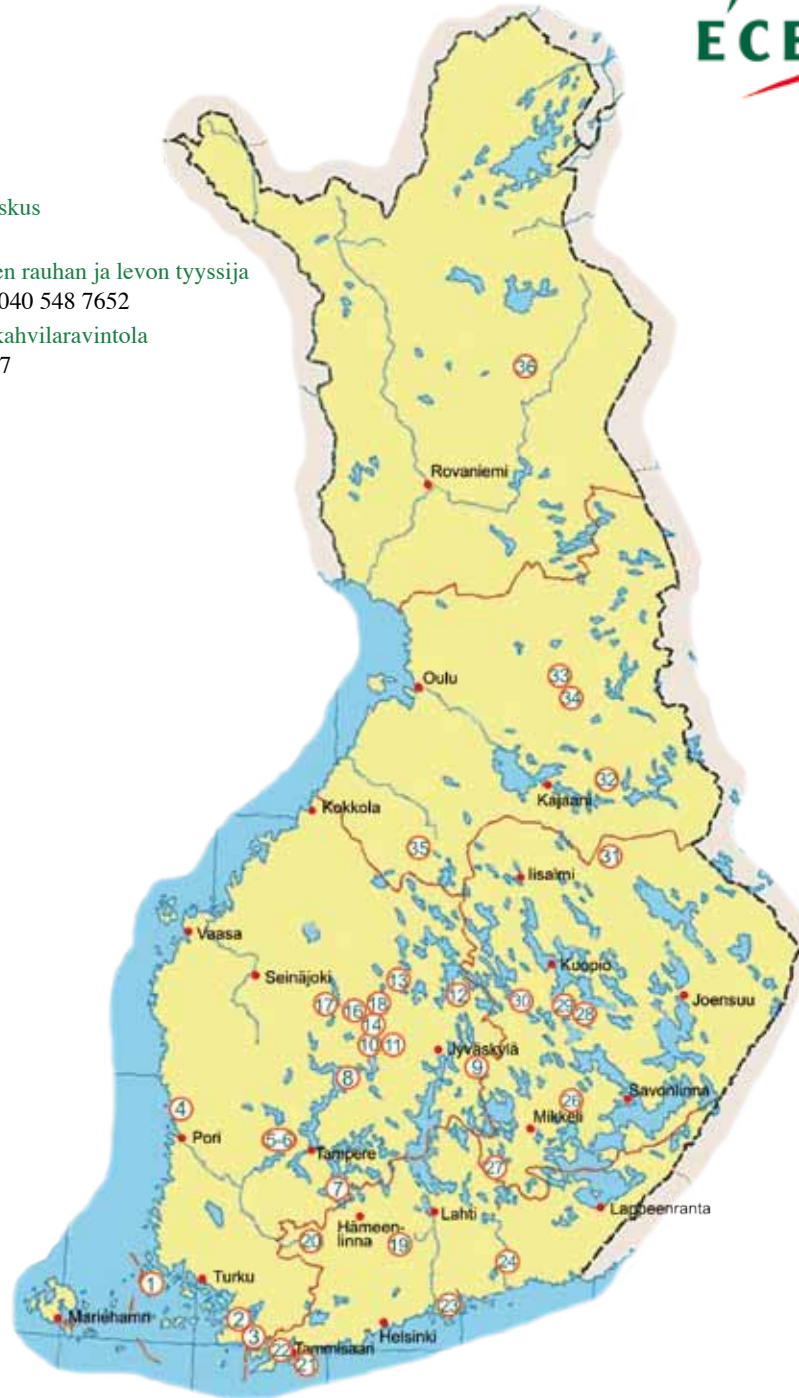 ECE
skus
en rauhan ja levon tyyssija
040 548 7652
kahvilaravintola
7
36
Rovaniemi
Oulu
33
34
32
Kajaani
Kokkola
35
31
Iisalmi
Vaasa
Kuopio
Seinäjoki
13
12
Joensuu
17
16
18
30
29
28
14
10
11
Jyväskylä
9
8
26
Savonlinna
4
Mikkeli
Pori
5-6
Tampere
27
7
Lappeenranta
Lahti
Hämeen-
linna
20
19
24
1
Turku
23
Mariehamn
2
Helsinki
3
22
Tammisaari
21